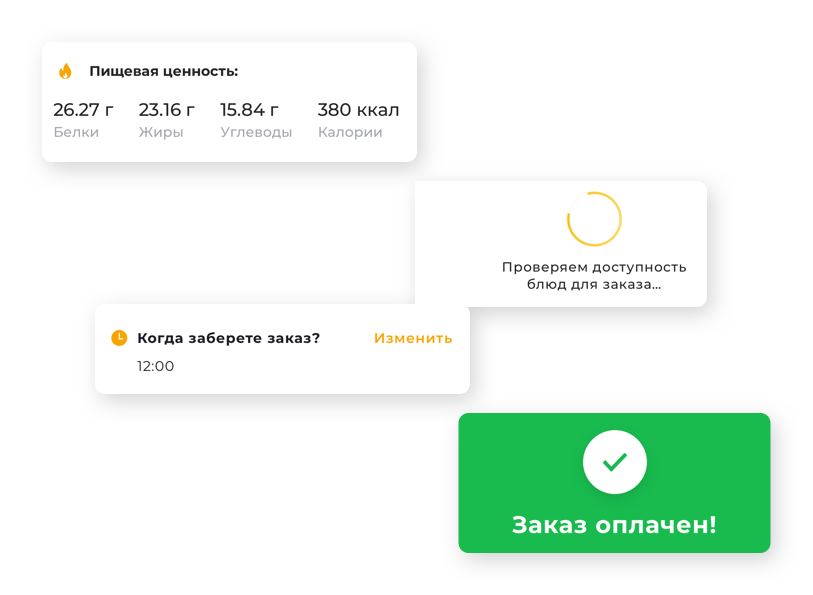 Пищевая ценность:
26.27 г 23.16 г 15.84 г 380 ккал
Белки Жиры Углеводы Калории
Проверяем доступность
блюд для заказа...
Когда заберете заказ? Изменить
12:00
Заказ оплачен!